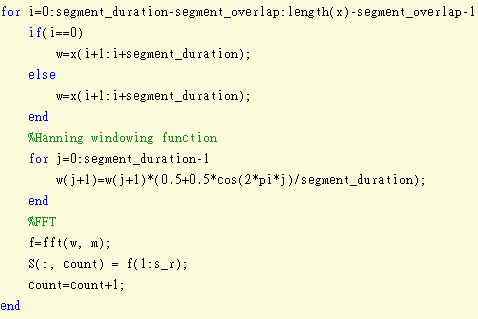 for i=0:segment_duration-segment_overlap:length(x)-segment_overlap-1
    if(i==0)
        w=x(i+1:i+segment_duration);
    else
        w=x(i+1:i+segment_duration);
    end
    %Hanning windowing function
    for j=0:segment_duration-1
        w(j+1)=w(j+1)*(0.5+0.5*cos(2*pi*j)/segment_duration);
    end
    %FFT
    f=fft(w, m);
    S(:, count) = f(1:s_r);
    count=count+1;
end